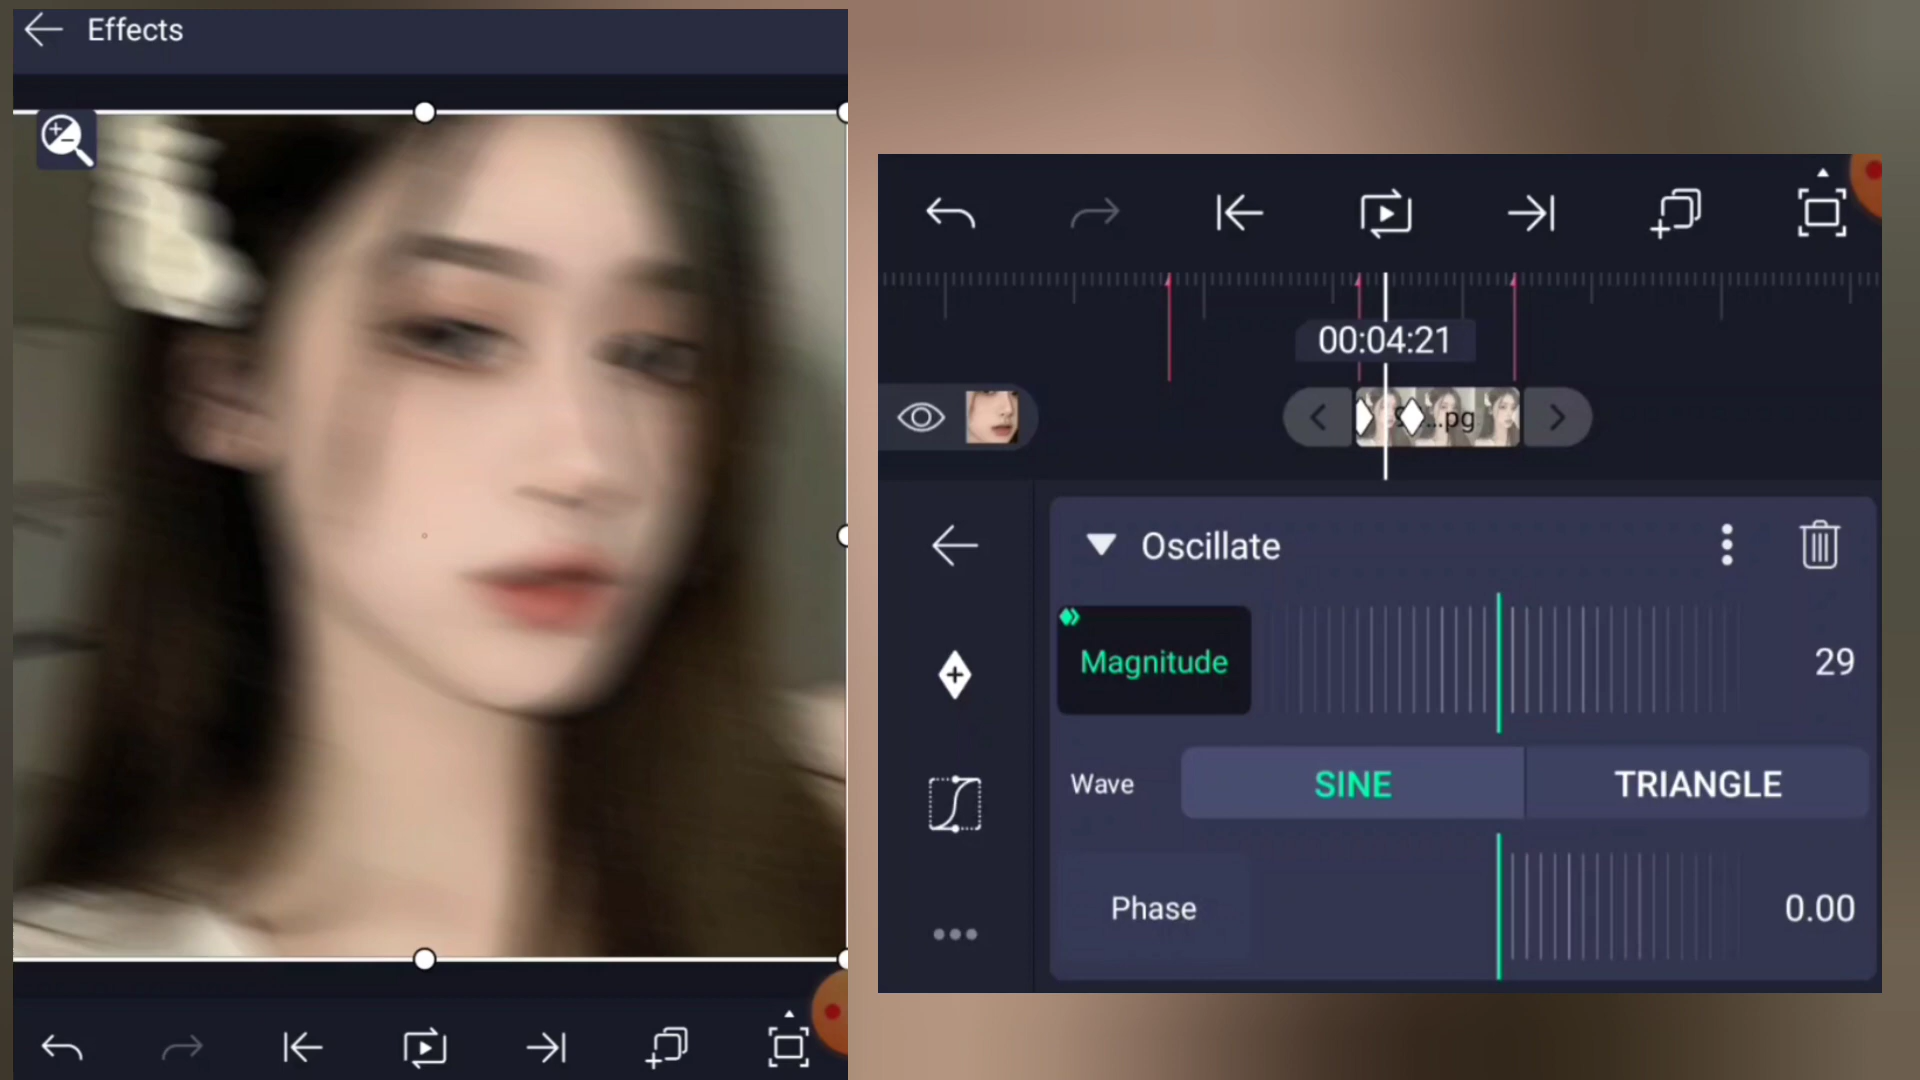 Effects
00:04:21
...pg
Oscillate
Magnitude
29
Wave
SINE
TRIANGLE
Phase
0.00